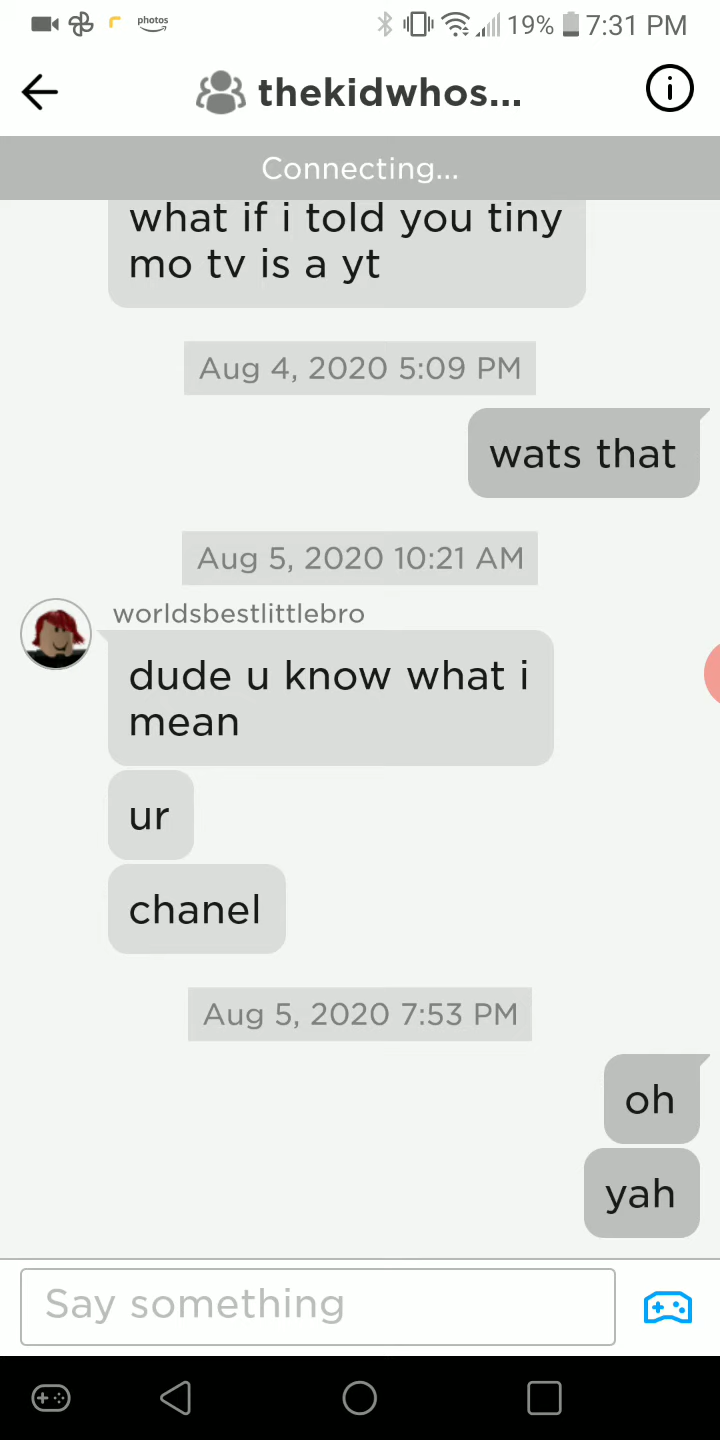 photos
19% 7:31 PM
thekidwhos...
Connecting...
what if i told you tiny
mo tv is a yt
Aug 4, 2020 5:09 PM
wats that
Aug 5, 2020 10:21 AM
worldsbestlittlebro
dude u know what i
mean
ur
chanel
Aug 5, 2020 7:53 PM
oh
yah
Say something